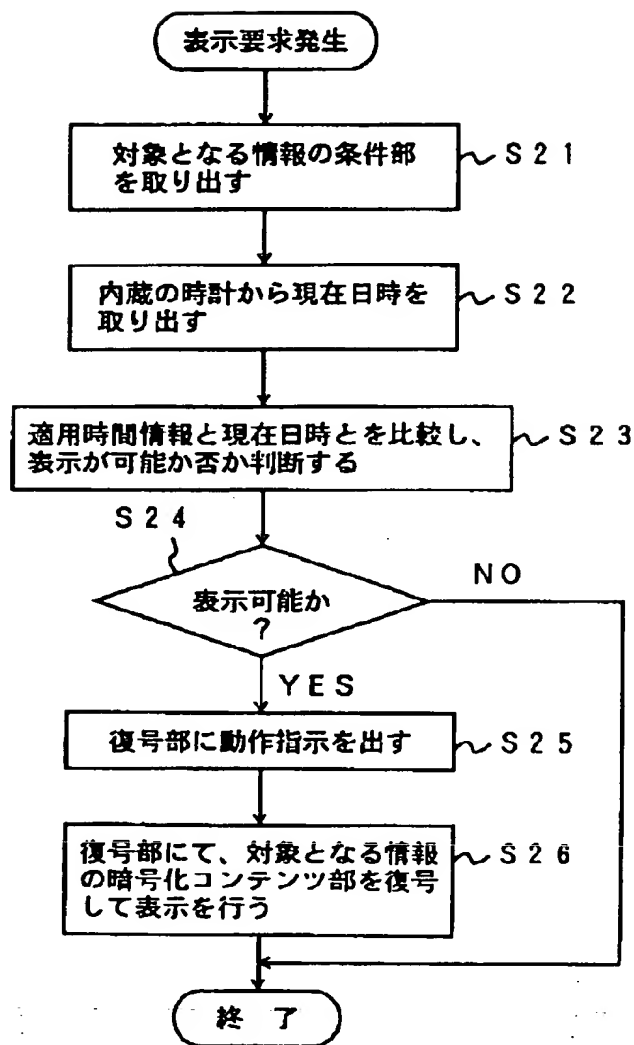 表示要求発生
対象となる情報の条件部
を取り出す
S21
内蔵の時計から現在日時を
取り出す
S22
適用時間情報と現在日時とを比較し、
表示が可能か否か判断する
S23
S24
表示可能か
?
NO
YES
復号部に動作指示を出す
S25
復号部にて、対象となる情報
の暗号化コンテンツ部を復号
して表示を行う
S26
終了